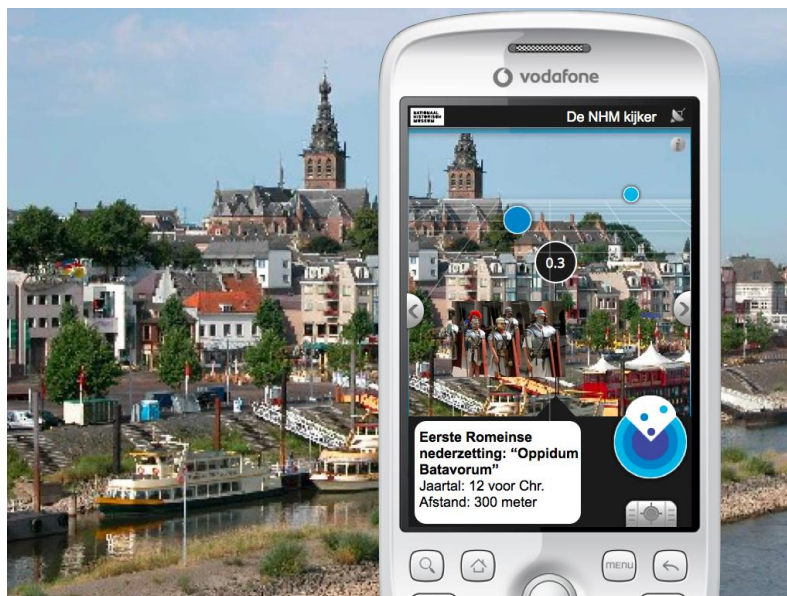 vodafone
NATIONAAL
HISTORISCH
MUSEUM
De NHM kijker
i
0.3
Eerste Romeinse
nederzetting: “Oppidum
Batavorum”
Jaartal: 12 voor Chr.
Afstand: 300 meter
MENU